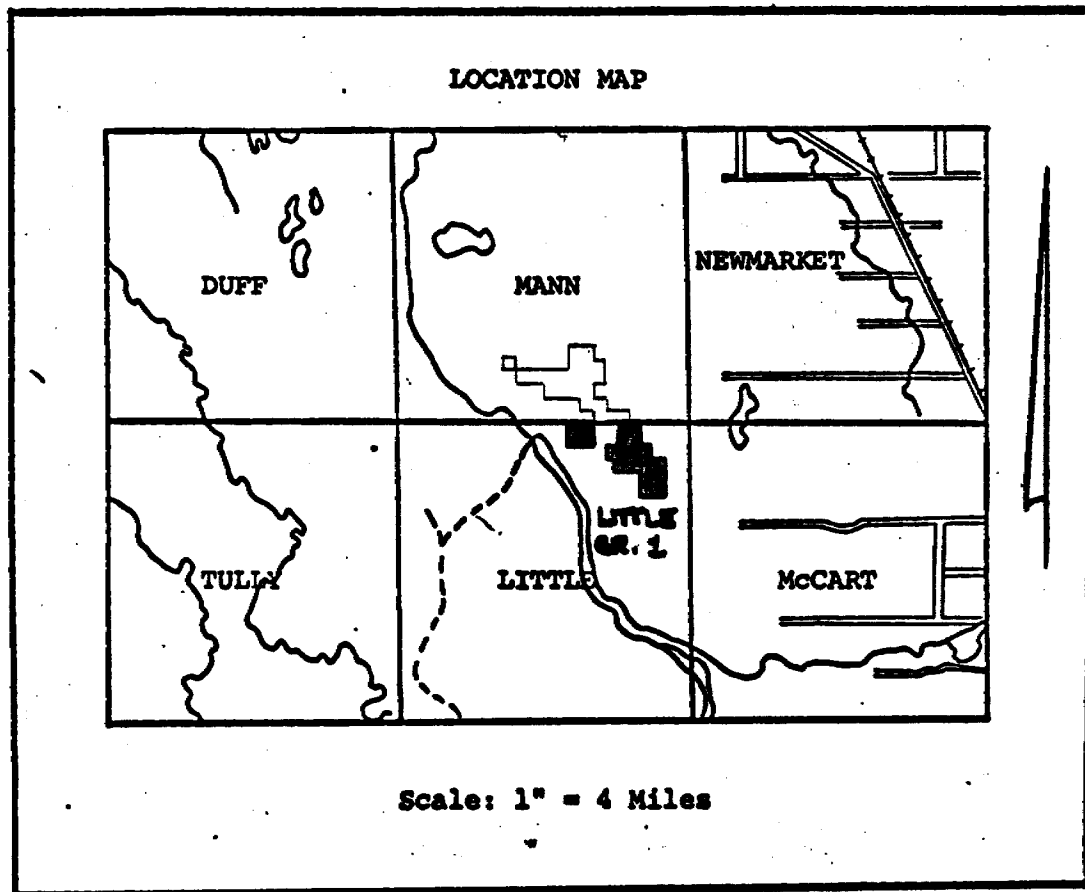 LOCATION MAP
DUFF
MANN
NEWMARKET
LITTLE
GR. 1
TULLY
LITTLE
McCART
Scale: 1" = 4 Miles